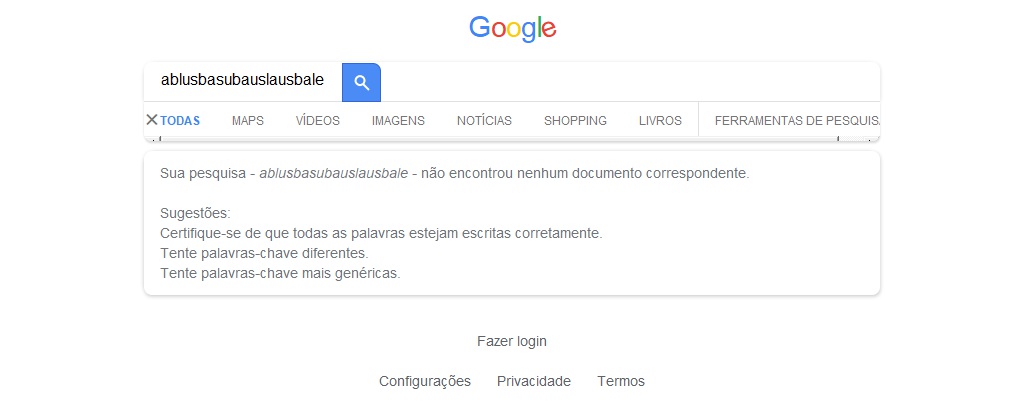 Google
ablusbasubauslausbale
TODAS MAPS VÍDEOS IMAGENS NOTÍCIAS SHOPPING LIVROS FERRAMENTAS DE PESQUISA
Sua pesquisa - ablusbasubauslausbale - não encontrou nenhum documento correspondente.
Sugestões:
Certifique-se de que todas as palavras estejam escritas corretamente.
Tente palavras-chave diferentes.
Tente palavras-chave mais genéricas.
Fazer login
Configurações Privacidade Termos